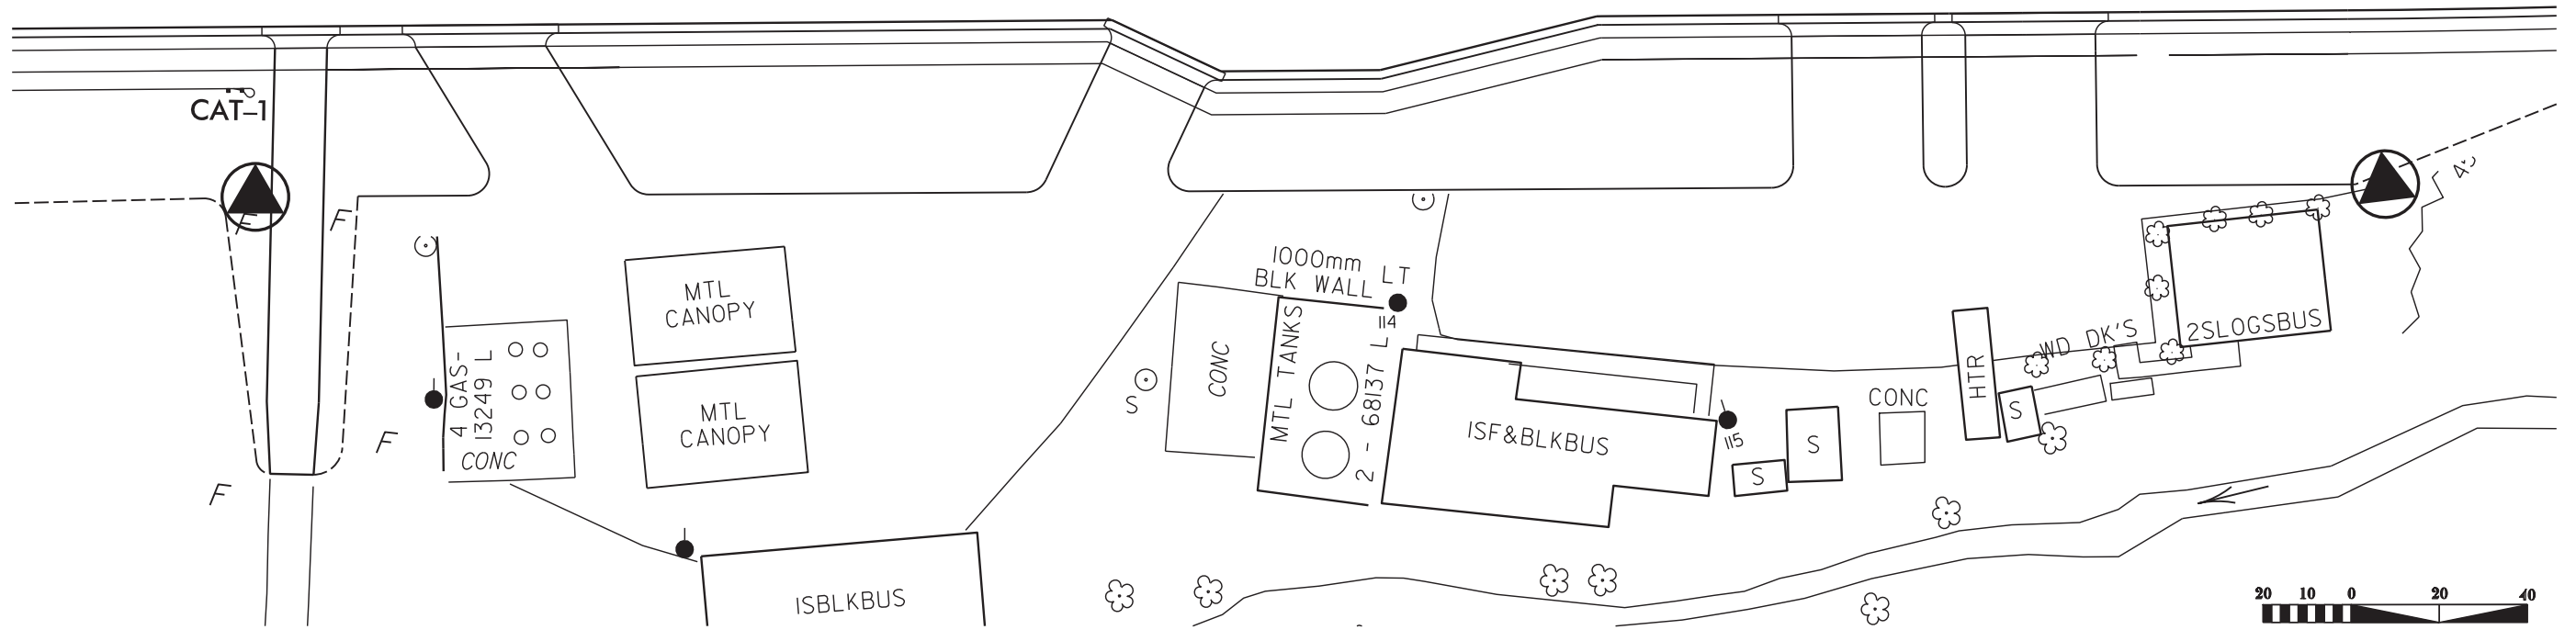 CAT-1
F
F
F
F
4 GAS-
13249 L
CONC
MTL
CANOPY
MTL
CANOPY
ISBLKBUS
S
CONC
1000mm
BLK WALL
LT
114
MTL TANKS
2 - 68137 L
ISF&BLKBUS
115
S
S
CONC
HTR
S
WD DK'S
2SLOGSBUS
20 10 0 20 40